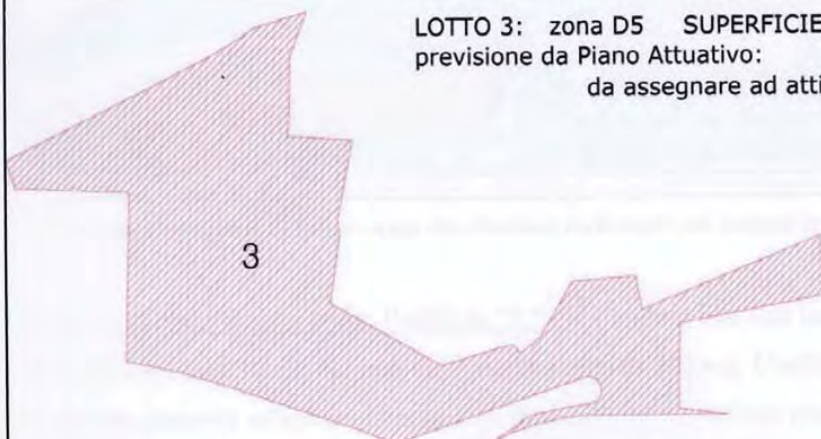 LOTTO 3: zona D5 SUPERFICIE
previsione da Piano Attuativo:
da assegnare ad atti
3